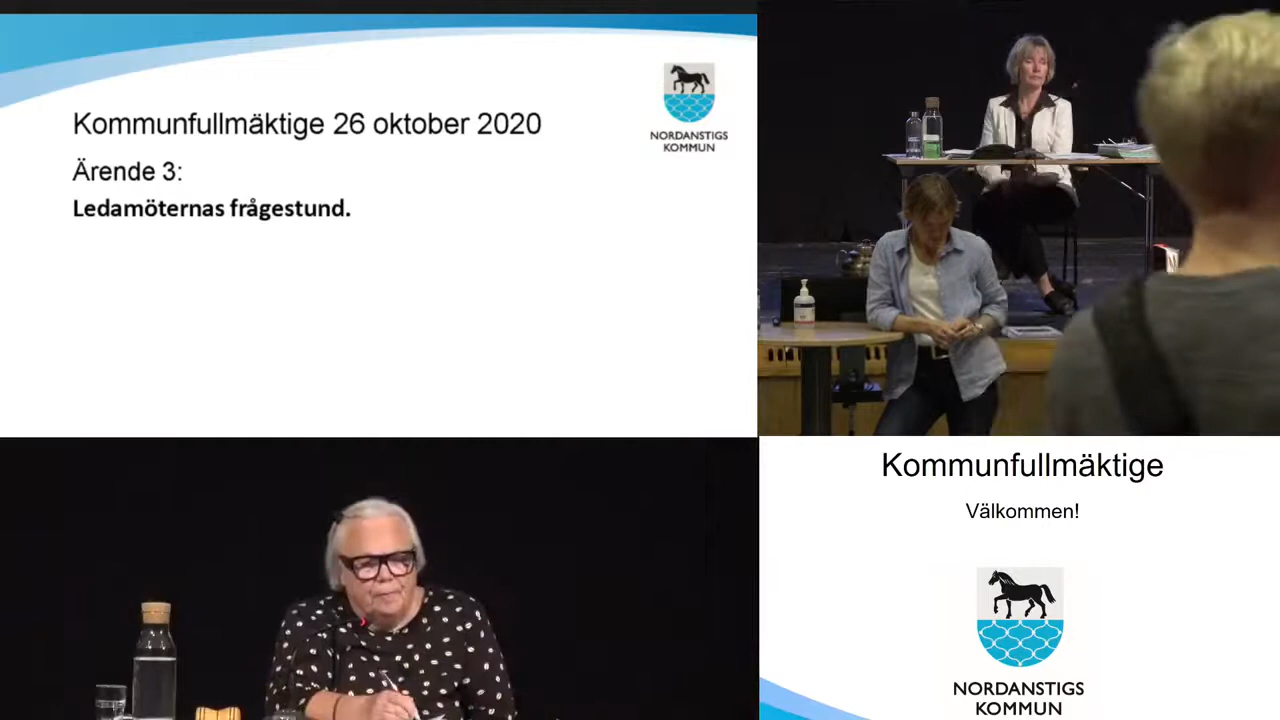 Kommunfullmäktige 26 oktober 2020
Ärende 3:
Ledamöternas frågestund.
NORDANSTIGS
KOMMUN
Kommunfullmäktige
Välkommen!
NORDANSTIGS
KOMMUN